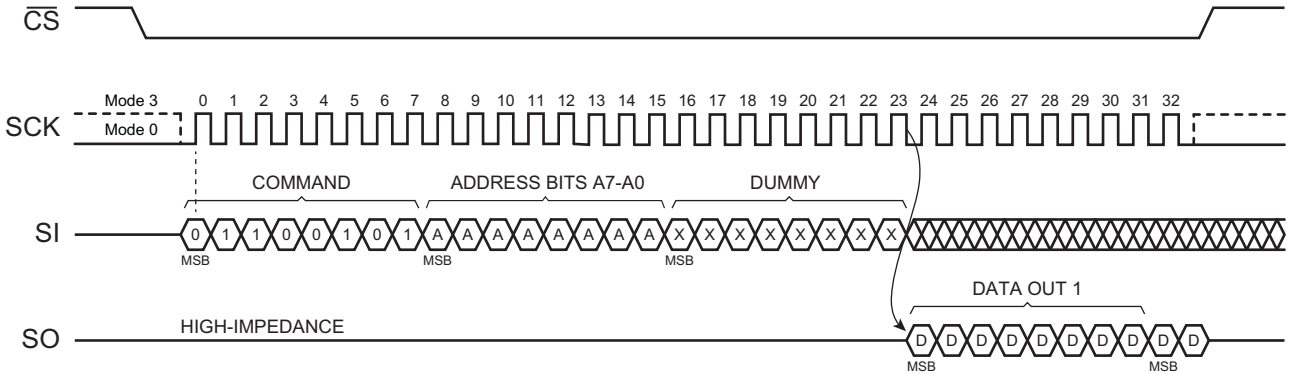 CS
Mode 3 0 1 2 3 4 5 6 7 8 9 10 11 12 13 14 15 16 17 18 19 20 21 22 23 24 25 26 27 28 29 30 31 32
SCK
Mode 0
COMMAND ADDRESS BITS A7-A0 DUMMY
SI 0 1 1 0 0 1 0 1 A A A A A A A A X X X X X X X X
MSB MSB MSB
DATA OUT 1
HIGH-IMPEDANCE
SO D D D D D D D D D D
MSB MSB